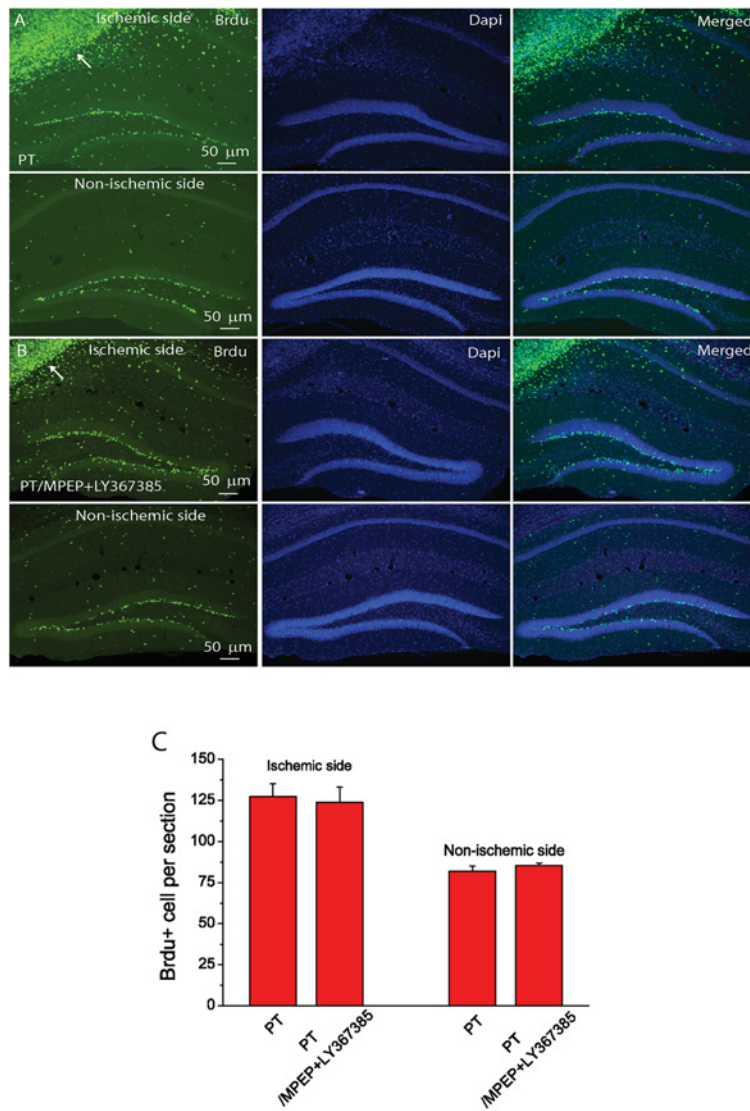 A Ischemic side Brdu Dapi Merged
PT 50 μm
Non-ischemic side
50 μm
B Ischemic side Brdu Dapi Merged
PT/MPEP+LY367385 50 μm
Non-ischemic side
50 μm
C
150
125
100
75
50
25
0
Brdu+ cell per section
Ischemic side
Non-ischemic side
PT
PT
/MPEP+LY367385
PT
PT
/MPEP+LY367385